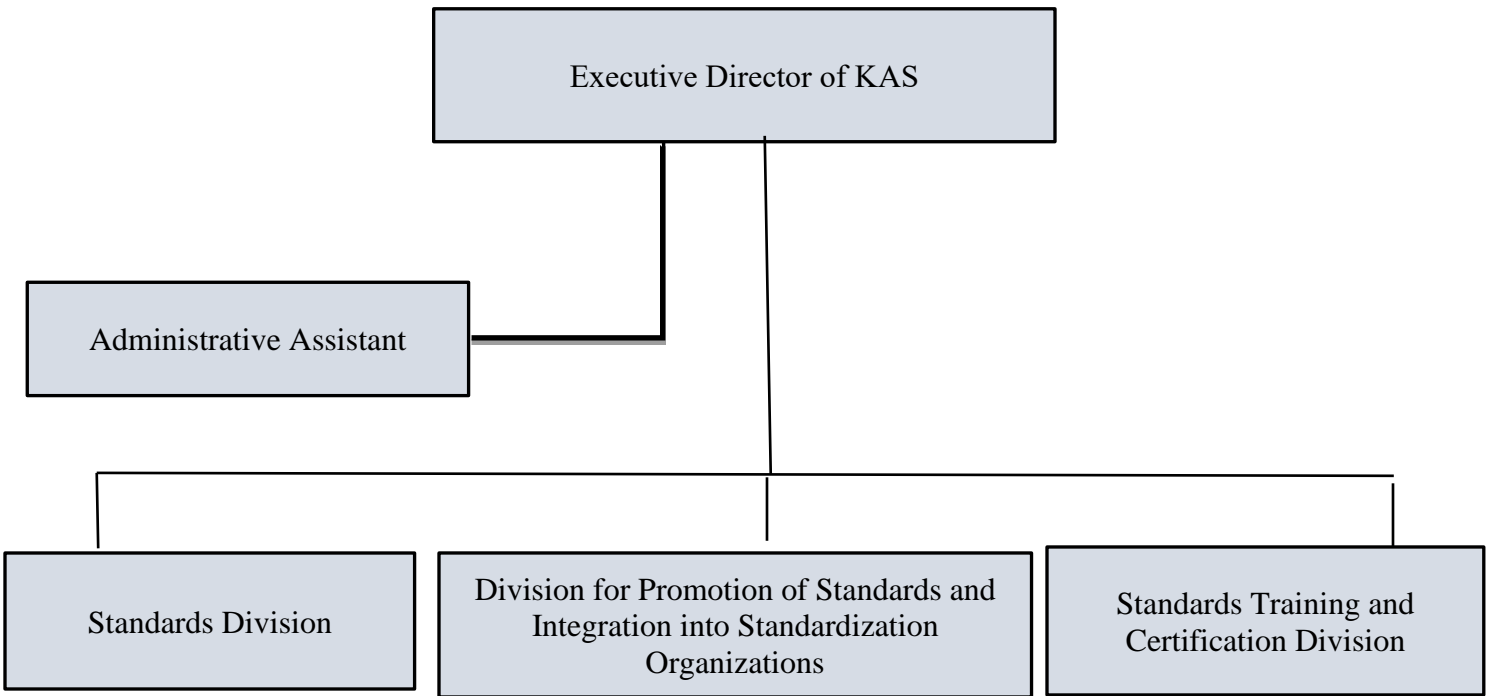 Executive Director of KAS
Administrative Assistant
Standards Division
Division for Promotion of Standards and
Integration into Standardization
Organizations
Standards Training and
Certification Division